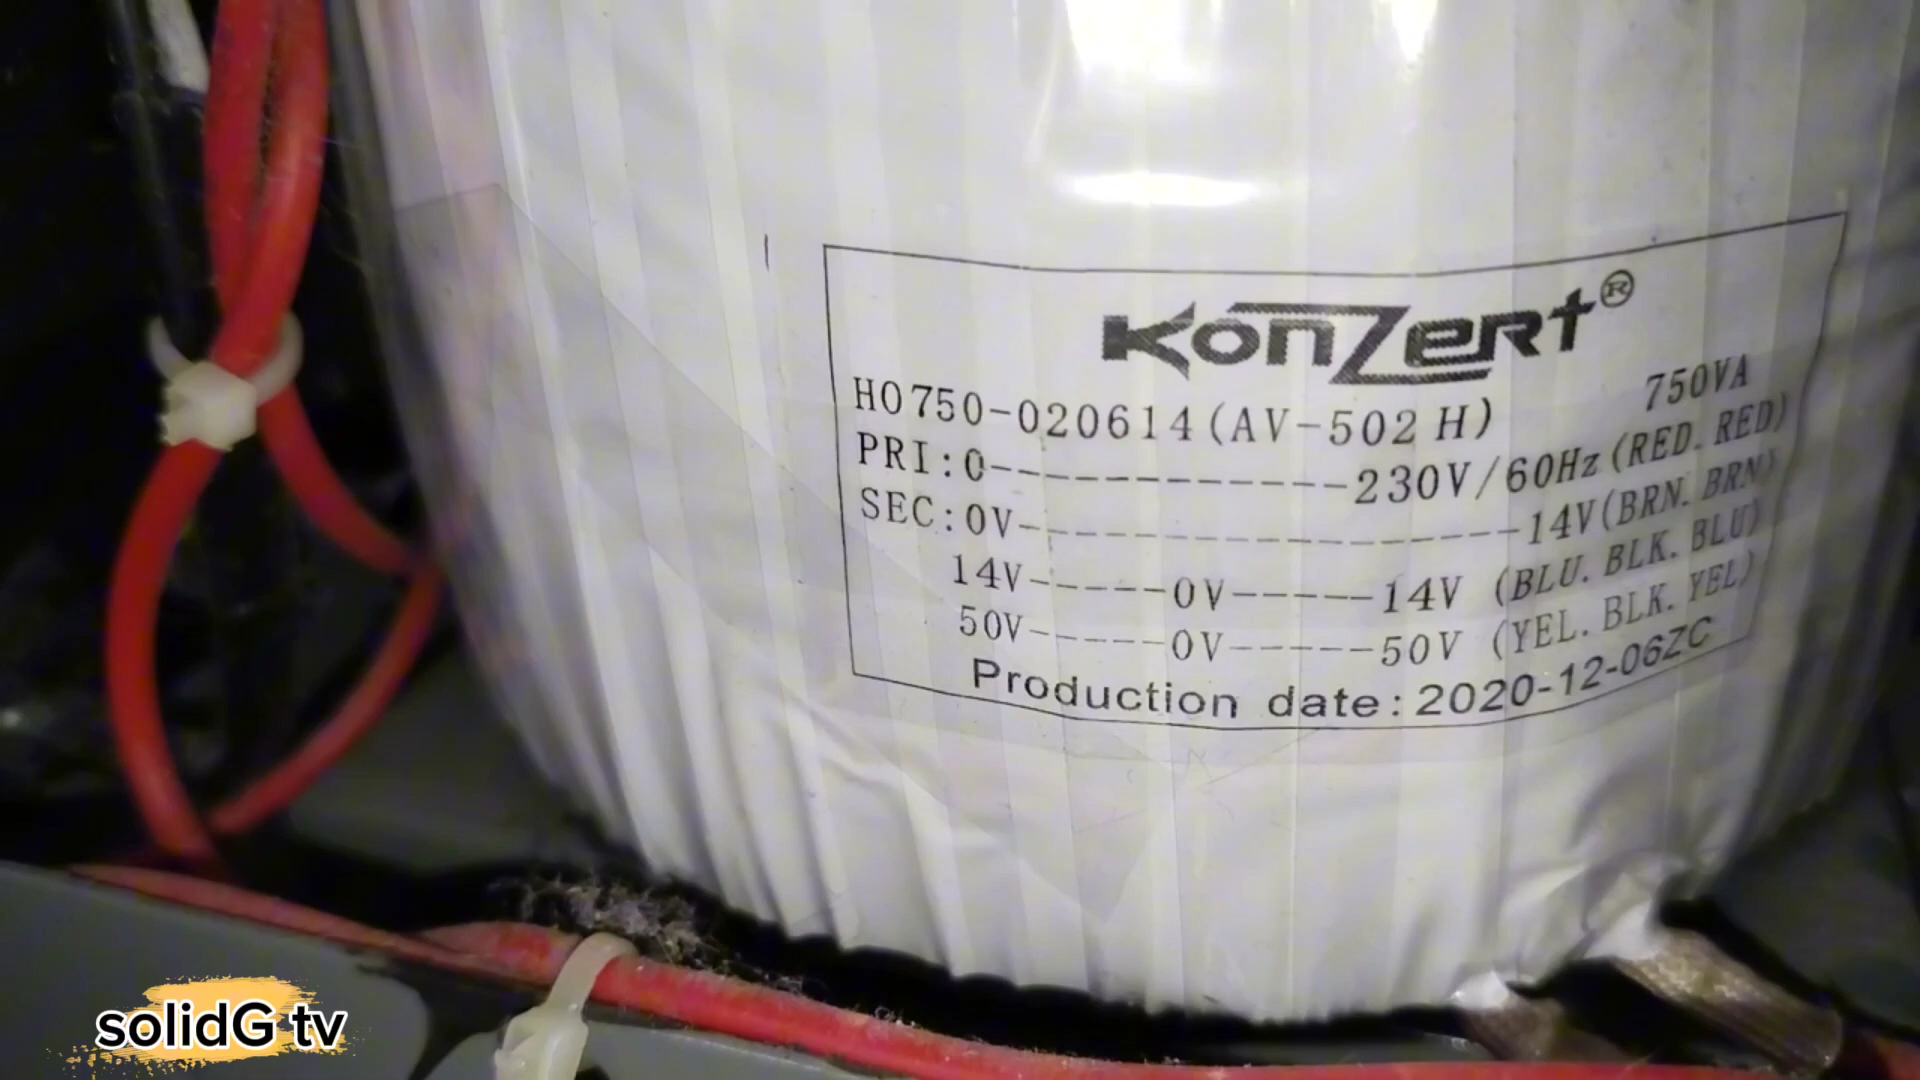 KonZert®
H0750-020614(AV-502H) 750VA
PRI:0------------230V/60Hz(RED. RED)
SEC:0V-----------------14V(BRN. BRN)
14V-----0V-----14V (BLU. BLK. BLU)
50V-----0V-----50V (YEL. BLK. YEL)
Production date:2020-12-06ZC
solidG tv